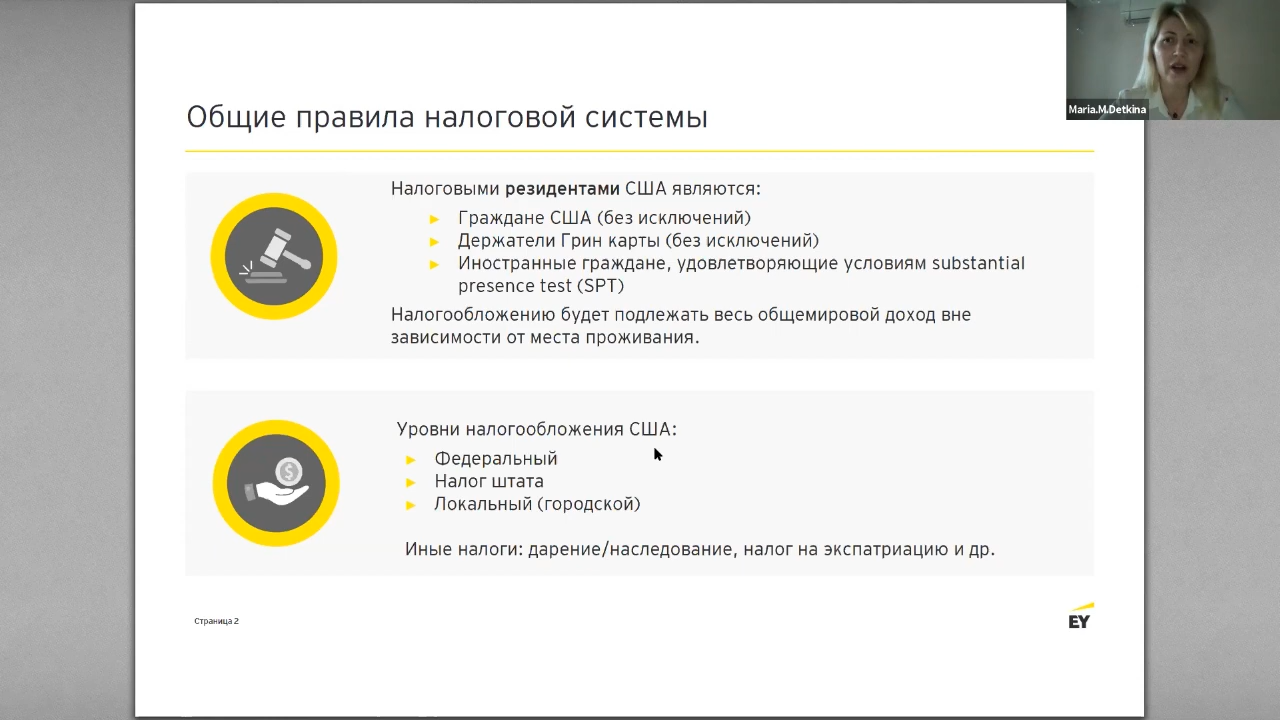 Maria.M.Detkina
Общие правила налоговой системы
Налоговыми резидентами США являются:
► Граждане США (без исключений)
► Держатели Грин карты (без исключений)
► Иностранные граждане, удовлетворяющие условиям substantial
presence test (SPT)
Налогообложению будет подлежать весь общемировой доход вне
зависимости от места проживания.
$
Уровни налогообложения США:
► Федеральный
► Налог штата
► Локальный (городской)
Иные налоги: дарение/наследование, налог на экспатриацию и др.
Страница 2
EY